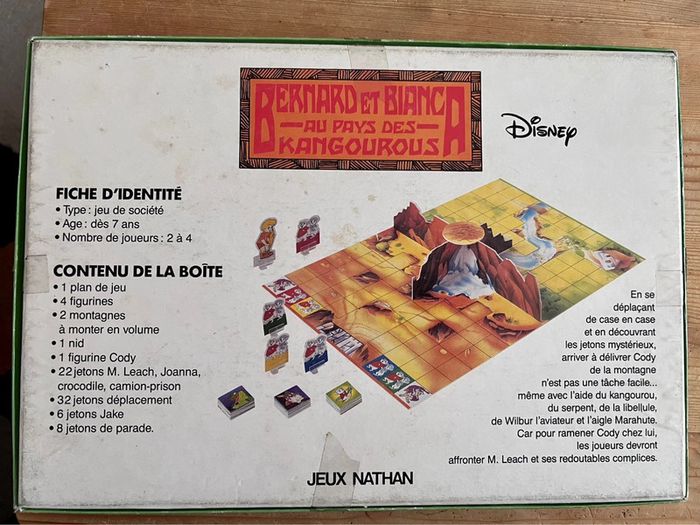 BERNARD ET BIANCA
AU PAYS DES
KANGOUROUS
Disney
FICHE D'IDENTITÉ
• Type : jeu de société
• Age : dès 7 ans
• Nombre de joueurs : 2 à 4
CONTENU DE LA BOÎTE
• 1 plan de jeu
• 4 figurines
• 2 montagnes
à monter en volume
• 1 nid
• 1 figurine Cody
• 22 jetons M. Leach, Joanna,
crocodile, camion-prison
• 32 jetons déplacement
• 6 jetons Jake
• 8 jetons de parade.
En se
déplaçant
de case en case
et en découvrant
les jetons mystérieux,
arriver à délivrer Cody
de la montagne
n'est pas une tâche facile...
même avec l'aide du kangourou,
du serpent, de la libellule,
de Wilbur l'aviateur et l'aigle Marahute.
Car pour ramener Cody chez lui,
les joueurs devront
affronter M. Leach et ses redoutables complices.
JEUX NATHAN